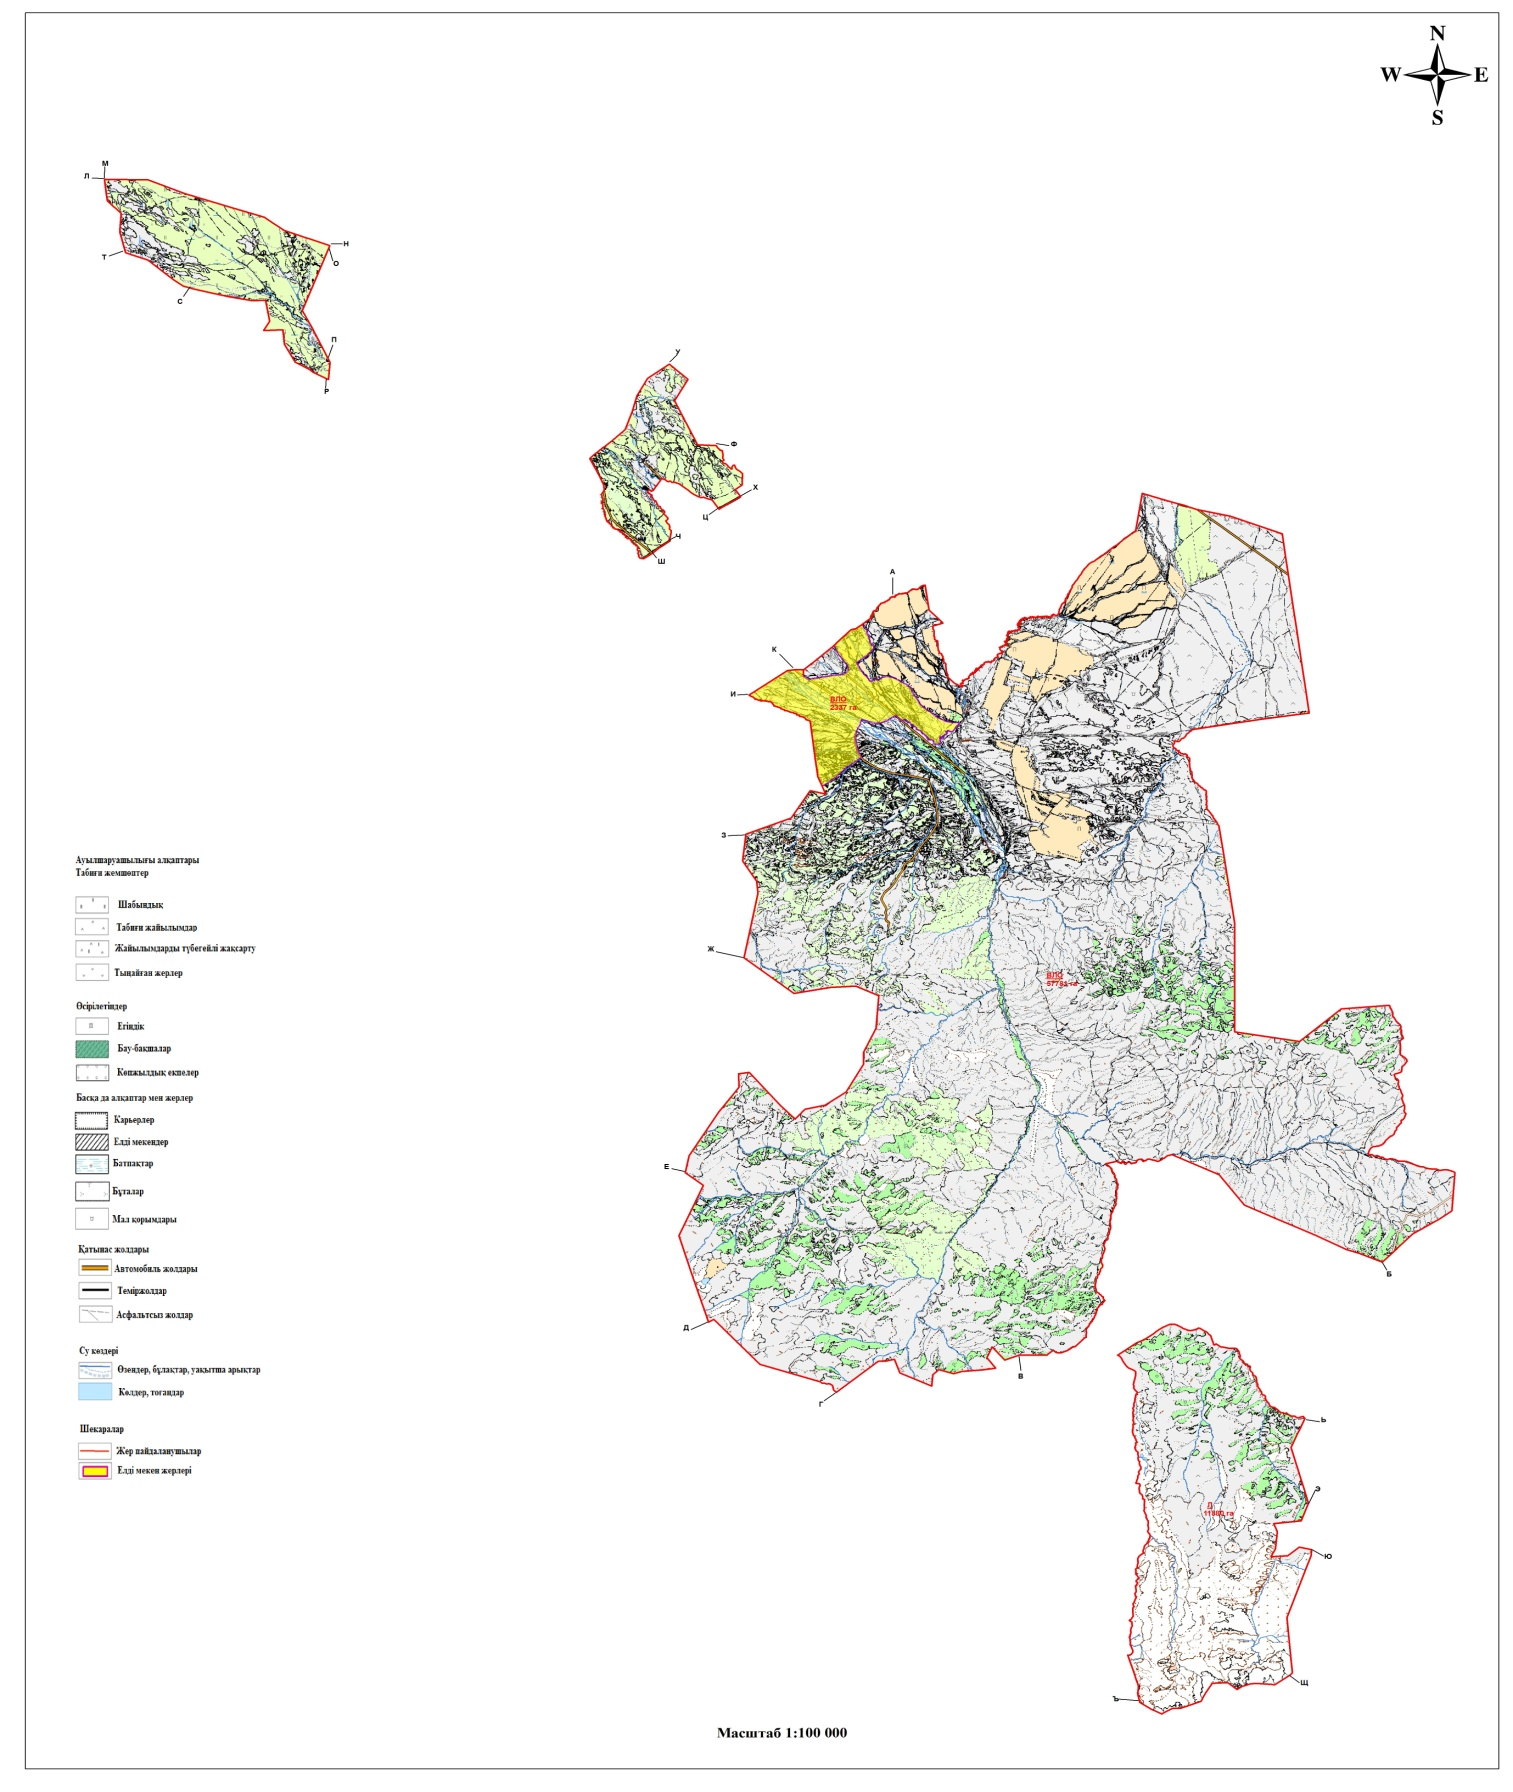 N
W E
S
М
Л
Н
О
Т
С
П
Р
У
Ф
Х
Ц
Ч
Ш
А
К
И
ВЛО
2387 га
З
Ауылшаруашылығы алқаптары
Табиғи жемшөптер
Шабындық
Табиғи жайылымдар
Жайылымдарды түбегейлі жақсарту
Тыңайған жерлер
Ж
ВЛО
Өсірілетіндер
Егіндік
Бау-бақшалар
Көпжылдық екпелер
Басқа да алқаптар мен жерлер
Карьерлер
Елді мекендер
Батпақтар
Бұталар
Мал қорымдары
Е
Қатынас жолдары
Автомобиль жолдары
Теміржолдар
Асфальтсыз жолдар
Б
Д
Су көздері
Өзендер, бұлақтар, уақытша арықтар
Көлдер, тоғандар
В
Г
Шекаралар
Жер пайдаланушылар
Елді мекен жерлері
Ь
Э
Д
Ю
Щ
Ъ
Масштаб 1:100 000